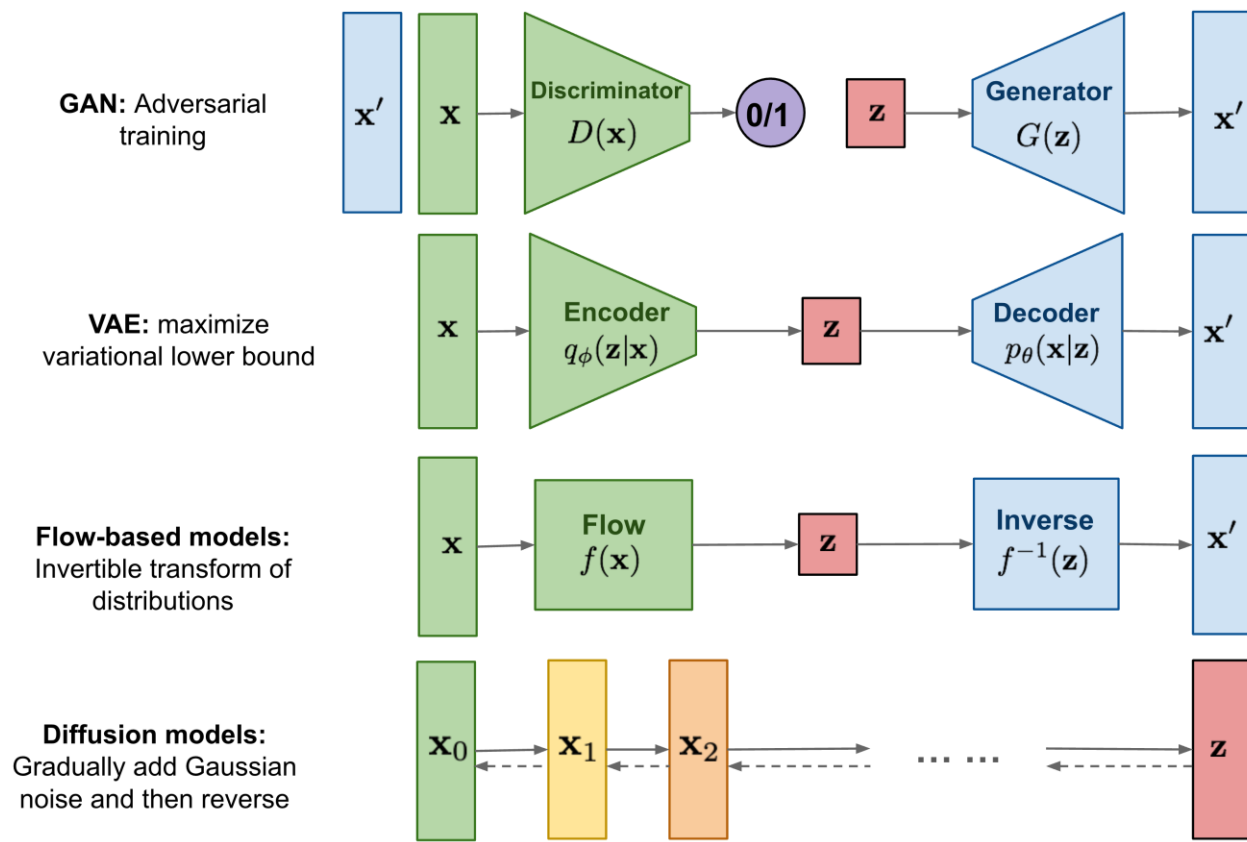 GAN: Adversarial
training
x′
x
Discriminator
D(x)
0/1
z
Generator
G(z)
x′
VAE: maximize
variational lower bound
x
Encoder
qϕ(z|x)
z
Decoder
pθ(x|z)
x′
Flow-based models:
Invertible transform of
distributions
x
Flow
f(x)
z
Inverse
f⁻¹(z)
x′
Diffusion models:
Gradually add Gaussian
noise and then reverse
x₀
x₁
x₂
... ...
z